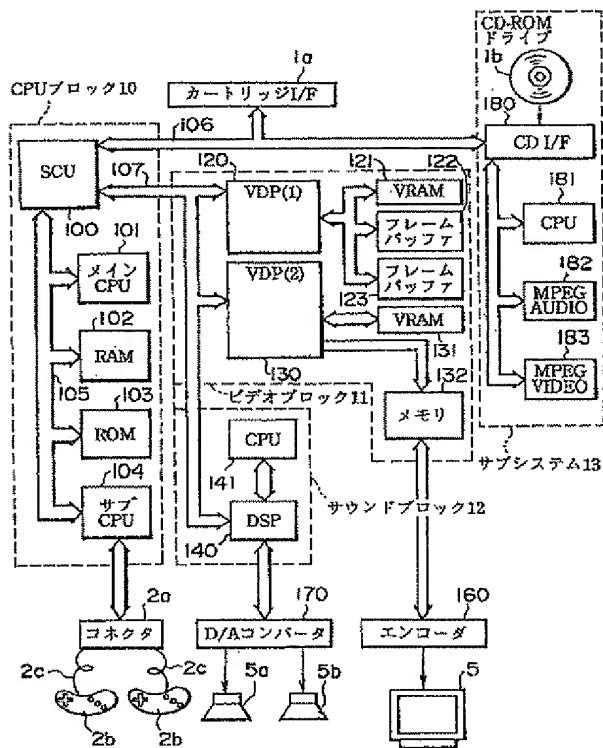 CD-ROM
ドライブ
1b
1a
カートリッジI/F
CPUブロック10
106
180
CD I/F
SCU
107
100
120
VDP(1)
121
122
VRAM
フレーム
バッファ
181
CPU
101
メイン
CPU
フレーム
バッファ
123
182
MPEG
AUDIO
VDP(2)
102
RAM
VRAM
131
183
MPEG
VIDEO
130
105
103
ROM
ビデオブロック11
132
メモリ
CPU
141
サブシステム13
104
サブ
CPU
サウンドブロック12
DSP
140
2a
コネクタ
170
D/Aコンバータ
160
エンコーダ
2c
2c
5a
5b
5
2b
2b